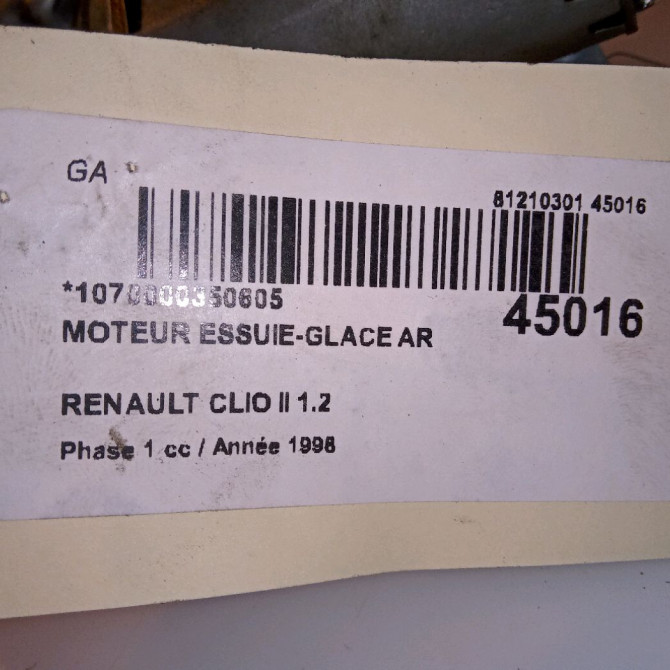 GA
81210301 45016
*1070000350605
45016
MOTEUR ESSUIE-GLACE AR
RENAULT CLIO II 1.2
Phase 1 cc / Année 1998